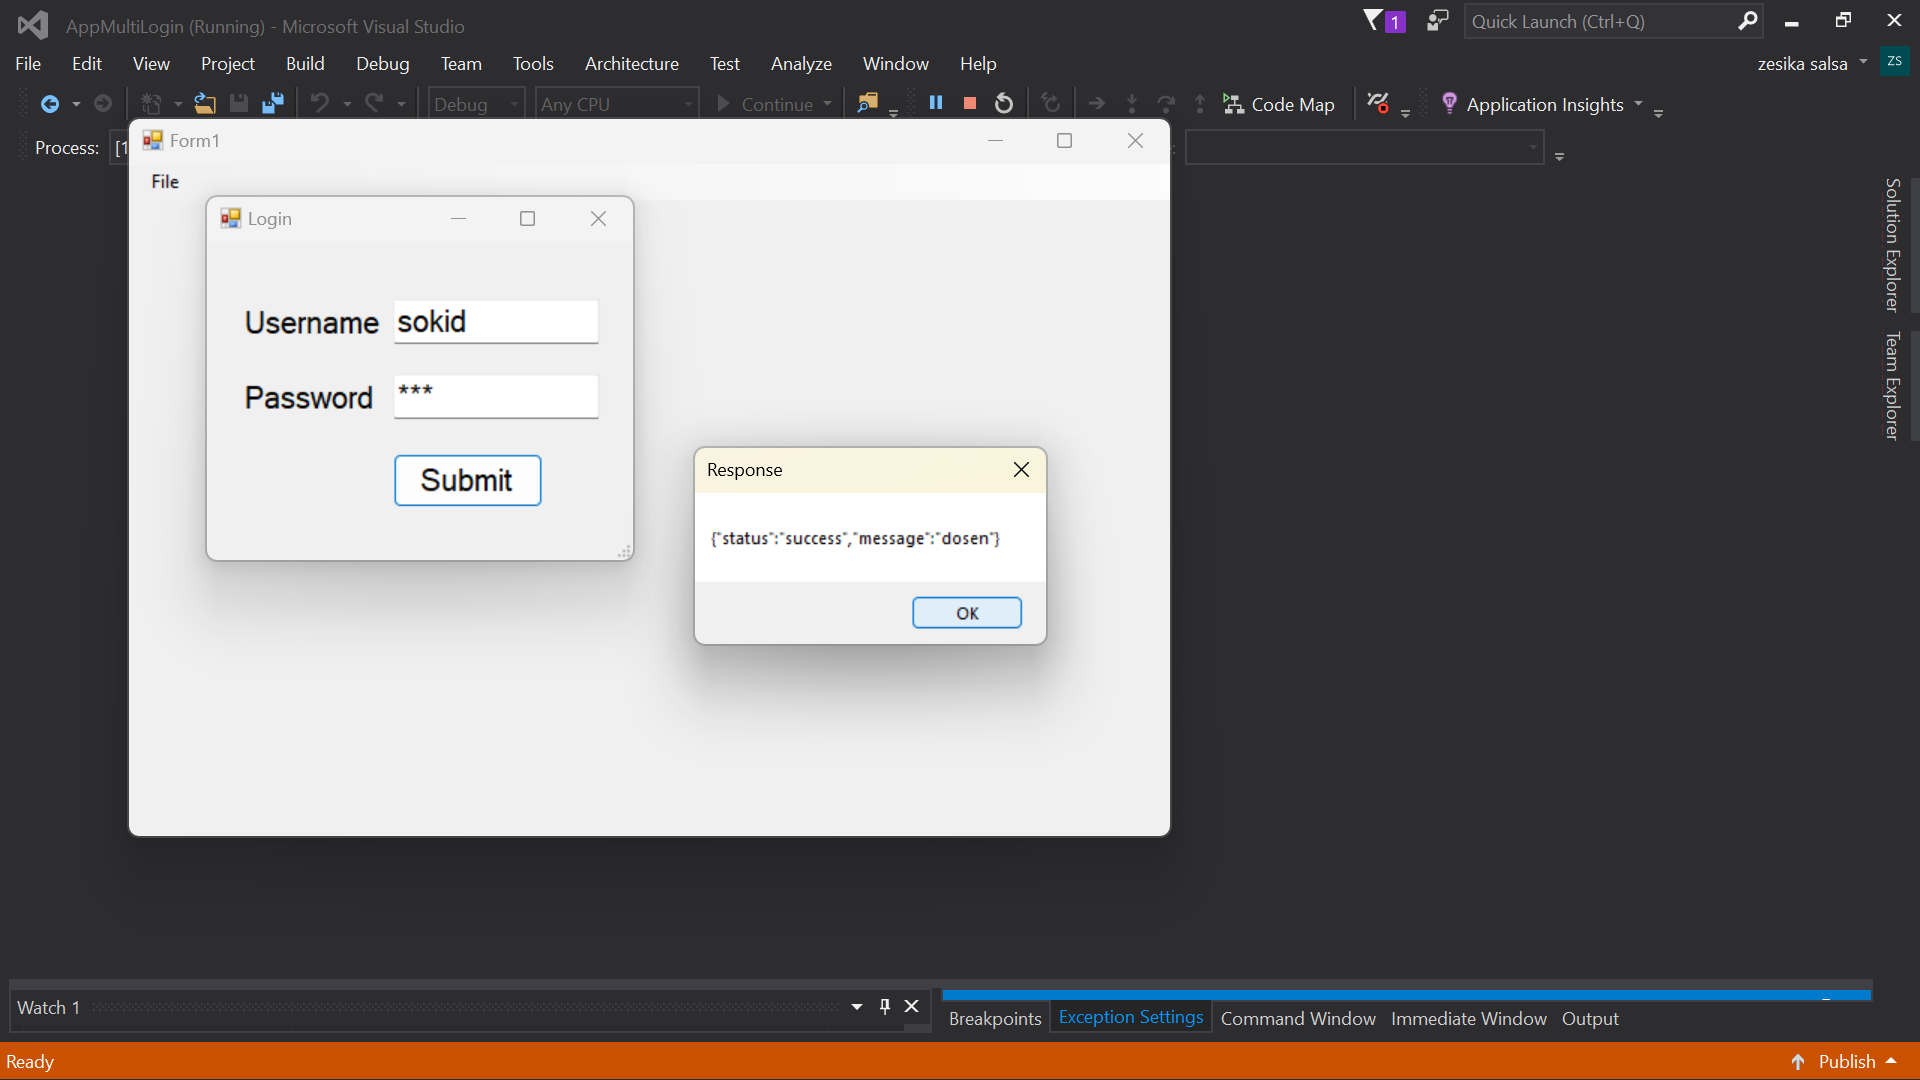 AppMultiLogin (Running) - Microsoft Visual Studio
1
Quick Launch (Ctrl+Q)
File Edit View Project Build Debug Team Tools Architecture Test Analyze Window Help
zesika salsa
ZS
Debug
Any CPU
Continue
Code Map
Application Insights
Process:
[1
Form1
File
Login
Username
sokid
Password
***
Submit
Response
{"status":"success","message":"dosen"}
OK
Solution Explorer
Team Explorer
Watch 1
Breakpoints Exception Settings Command Window Immediate Window Output
Ready
Publish